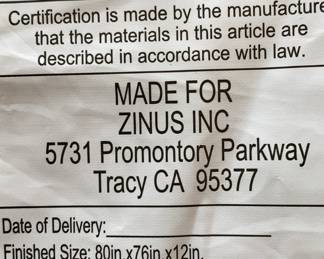 Certification is made by the manufacture
that the materials in this article are
described in accordance with law.
MADE FOR
ZINUS INC
5731 Promontory Parkway
Tracy CA 95377
Date of Delivery:
Finished Size: 80in.x76in.x12in.